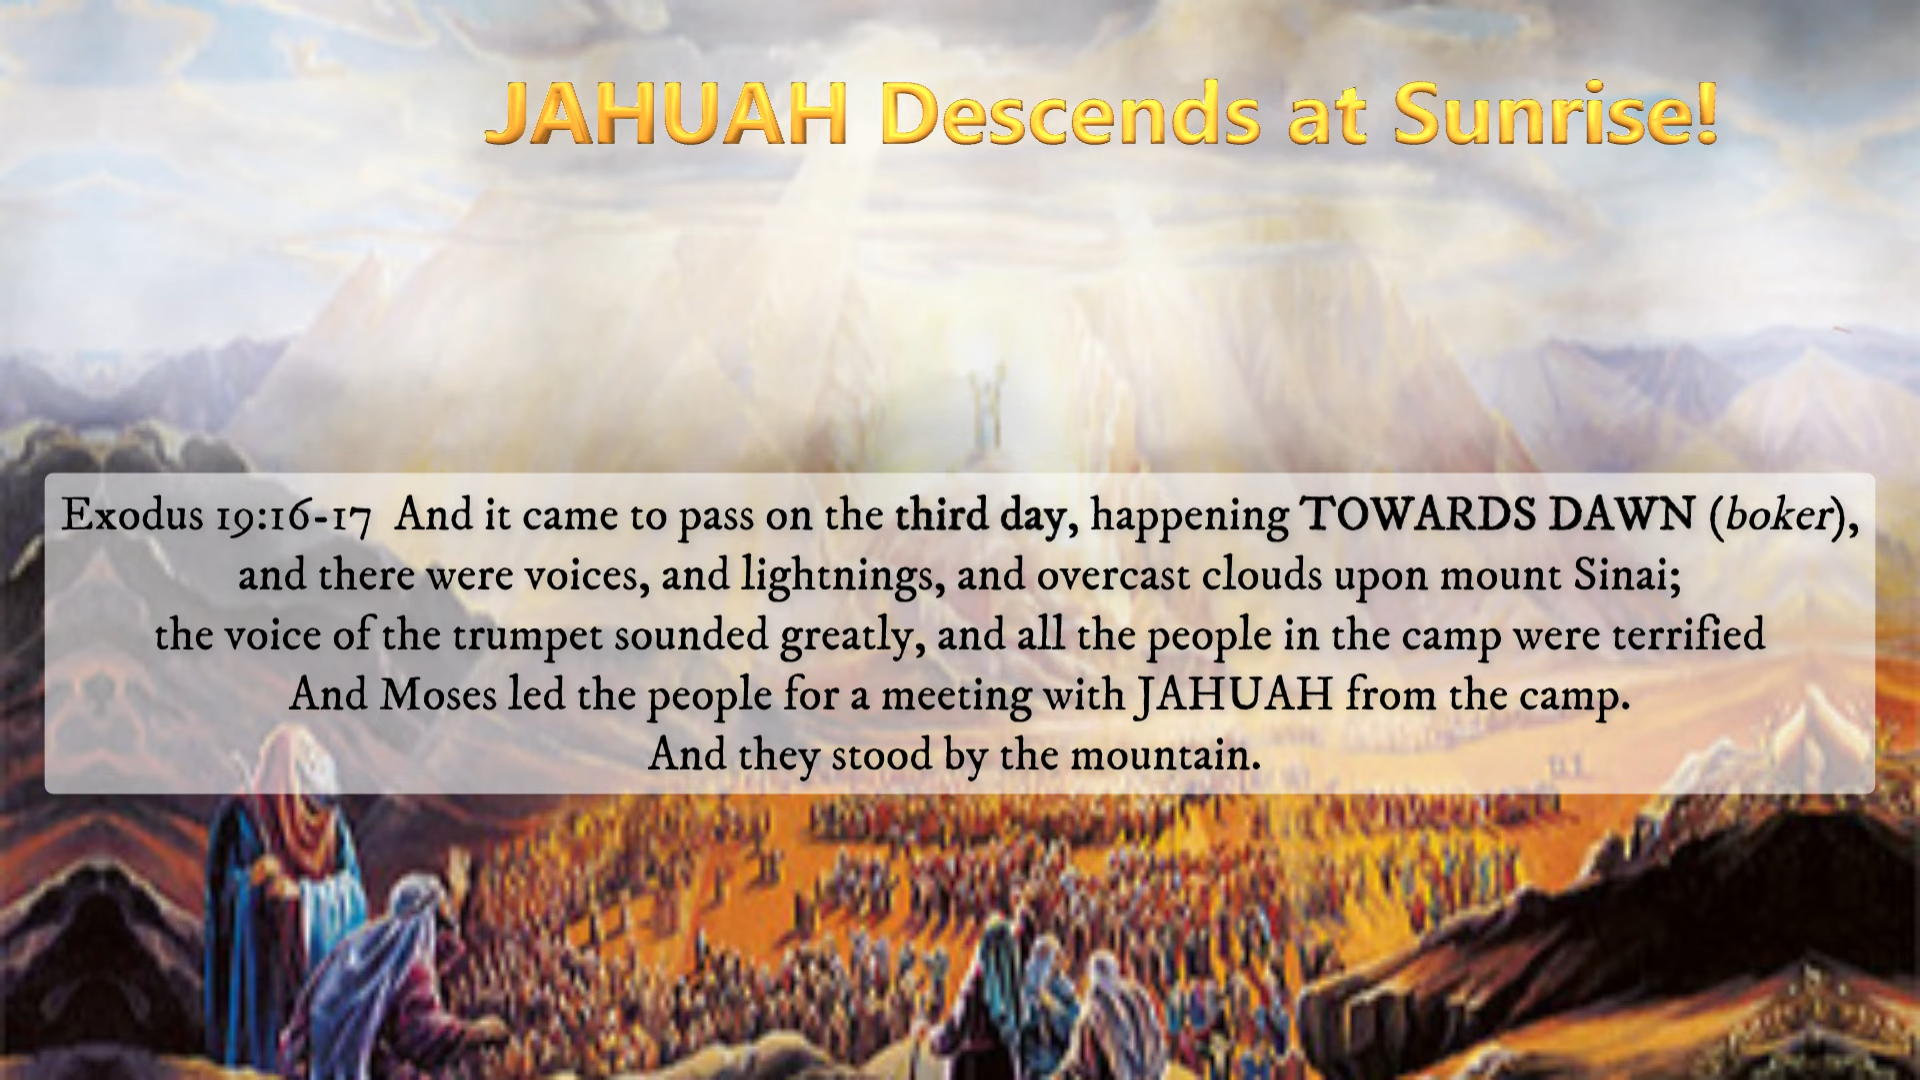 JAHUAH Descends at Sunrise!
Exodus 19:16-17 And it came to pass on the third day, happening TOWARDS DAWN (boker),
and there were voices, and lightnings, and overcast clouds upon mount Sinai;
the voice of the trumpet sounded greatly, and all the people in the camp were terrified
And Moses led the people for a meeting with JAHUAH from the camp.
And they stood by the mountain.